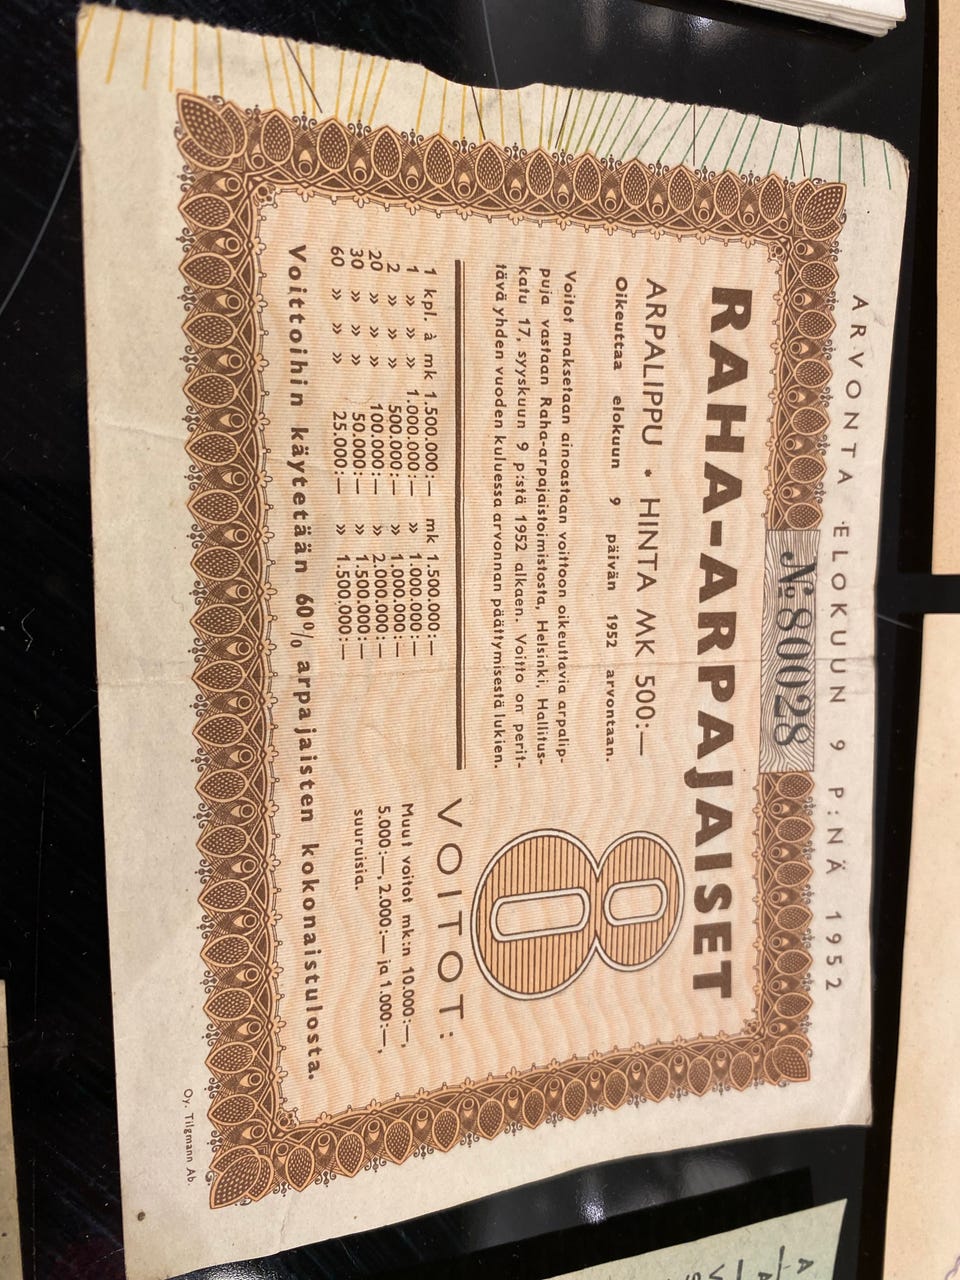 ARVONTA ELOKUUN 9 P:NÄ 1952
№ 800028
RAHA-ARPAJAISET
ARPALIPPU • HINTA MK 500:—
Oikeuttaa elokuun 9 päivän 1952 arvontaan.
8
Voitot maksetaan ainoastaan voittoon oikeuttavia arpalip-
puja vastaan Raha-arpajaistoimistosta, Helsinki, Hallitus-
katu 17, syyskuun 9 p:stä 1952 alkaen. Voitto on perit-
tävä yhden vuoden kuluessa arvonnan päättymisestä lukien.
VOITOT:
1 kpl. à mk 1.500.000:— mk 1.500.000:—
1 » » 1.000.000:— » 1.000.000:—
2 » » 500.000:— » 1.000.000:—
20 » » 100.000:— » 2.000.000:—
30 » » 50.000:— » 1.500.000:—
60 » » 25.000:— » 1.500.000:—
Muut voitot mk:n 10.000:—,
5.000:—, 2.000:— ja 1.000:—,
suuruisia.
Voittoihin käytetään 60% arpajaisten kokonaistulosta.
Oy. Tilgmann Ab.